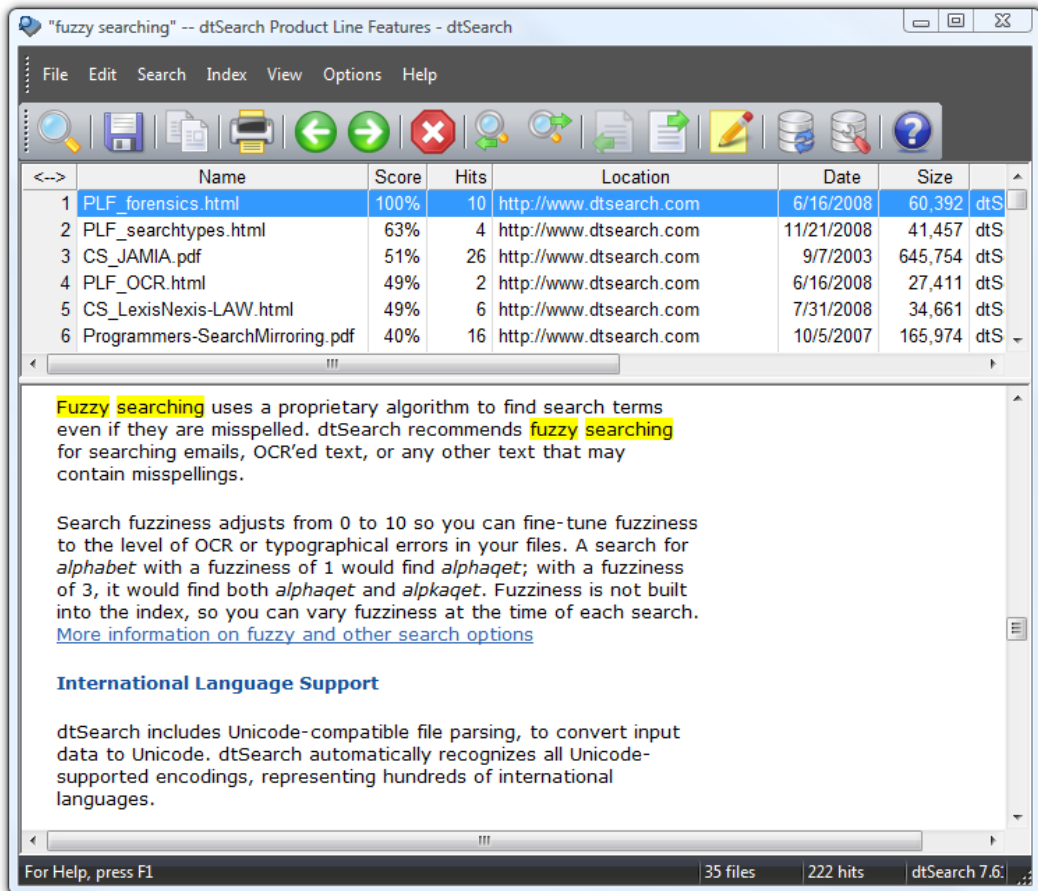 "fuzzy searching" -- dtSearch Product Line Features - dtSearch
File Edit Search Index View Options Help
<--> Name Score Hits Location Date Size
1 PLF_forensics.html 100% 10 http://www.dtsearch.com 6/16/2008 60,392 dtS
2 PLF_searchtypes.html 63% 4 http://www.dtsearch.com 11/21/2008 41,457 dtS
3 CS_JAMIA.pdf 51% 26 http://www.dtsearch.com 9/7/2003 645,754 dtS
4 PLF_OCR.html 49% 2 http://www.dtsearch.com 6/16/2008 27,411 dtS
5 CS_LexisNexis-LAW.html 49% 6 http://www.dtsearch.com 7/31/2008 34,661 dtS
6 Programmers-SearchMirroring.pdf 40% 16 http://www.dtsearch.com 10/5/2007 165,974 dtS
Fuzzy searching uses a proprietary algorithm to find search terms
even if they are misspelled. dtSearch recommends fuzzy searching
for searching emails, OCR'ed text, or any other text that may
contain misspellings.
Search fuzziness adjusts from 0 to 10 so you can fine-tune fuzziness
to the level of OCR or typographical errors in your files. A search for
alphabet with a fuzziness of 1 would find alphaqet; with a fuzziness
of 3, it would find both alphaqet and alpkaqet. Fuzziness is not built
into the index, so you can vary fuzziness at the time of each search.
More information on fuzzy and other search options
International Language Support
dtSearch includes Unicode-compatible file parsing, to convert input
data to Unicode. dtSearch automatically recognizes all Unicode-
supported encodings, representing hundreds of international
languages.
For Help, press F1 35 files 222 hits dtSearch 7.6